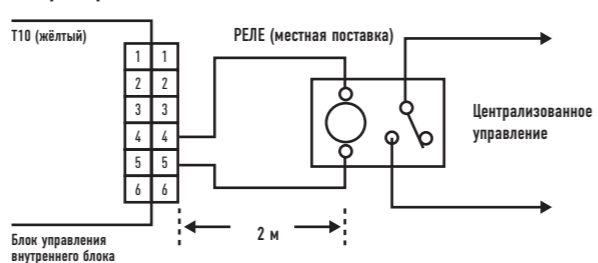 Т10 (жёлтый)
РЕЛЕ (местная поставка)
1 1
2 2
3 3
4 4
5 5
6 6
Централизованное
управление
2 м
Блок управления
внутреннего блока